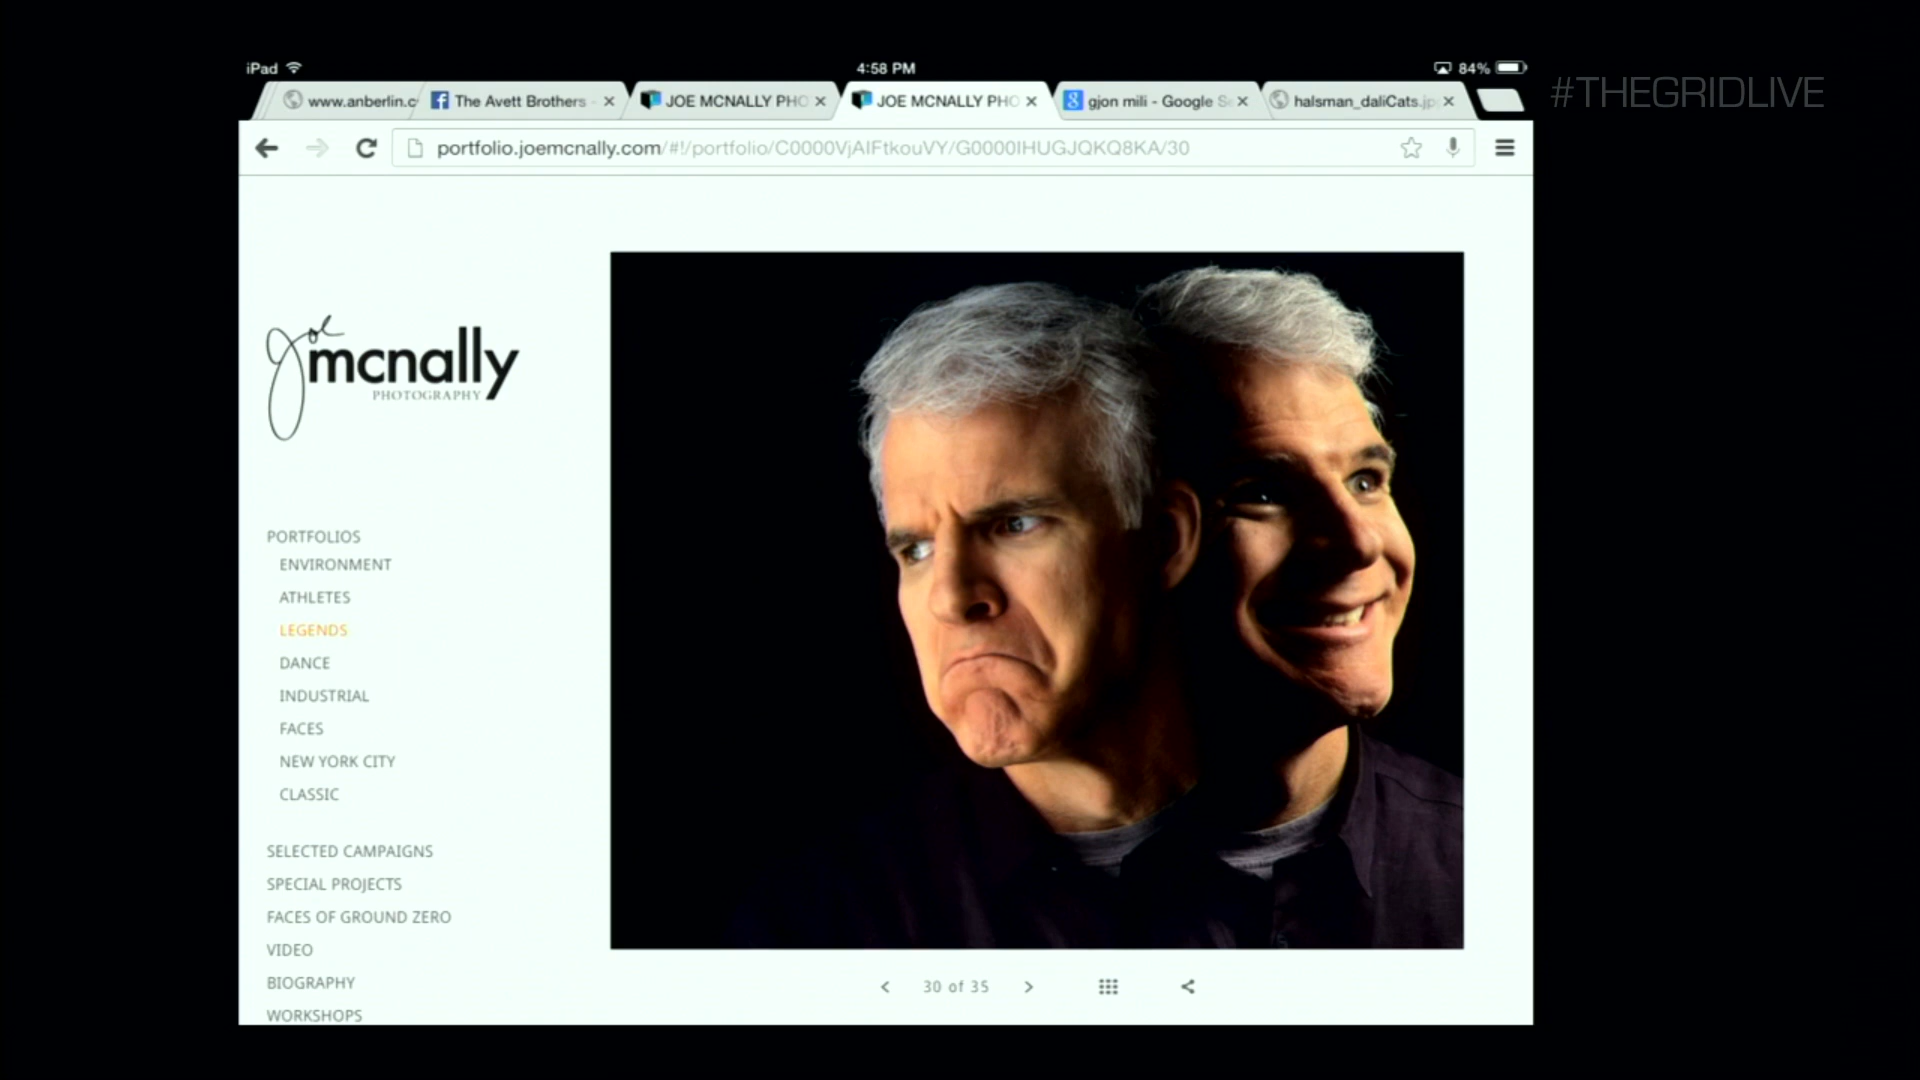 iPad 4:58 PM 84%
www.anberlin.c The Avett Brothers - JOE MCNALLY PHO JOE MCNALLY PHO gjon mili - Google Se halsman_daliCats.jp
#THEGRIDLIVE
portfolio.joemcnally.com/#!/portfolio/C0000VjAIFtkouVY/G0000IHUGJQKQ8KA/30
Joe mcnally
PHOTOGRAPHY
PORTFOLIOS
ENVIRONMENT
ATHLETES
LEGENDS
DANCE
INDUSTRIAL
FACES
NEW YORK CITY
CLASSIC
SELECTED CAMPAIGNS
SPECIAL PROJECTS
FACES OF GROUND ZERO
VIDEO
BIOGRAPHY
WORKSHOPS
30 of 35